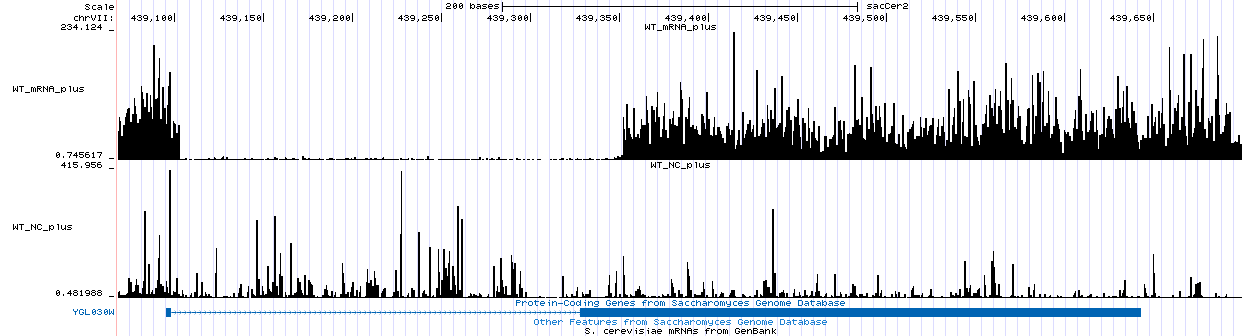 Scale 200 bases sacCer2
chrVII: 439,100 439,150 439,200 439,250 439,300 439,350 439,400 439,450 439,500 439,550 439,600 439,650
WT_mRNA_plus
234.124
WT_mRNA_plus
0.745617
WT_NC_plus
415.956
WT_NC_plus
0.481988
Protein-Coding Genes from Saccharomyces Genome Database
YGL030W
Other Features from Saccharomyces Genome Database
S. cerevisiae mRNAs from GenBank